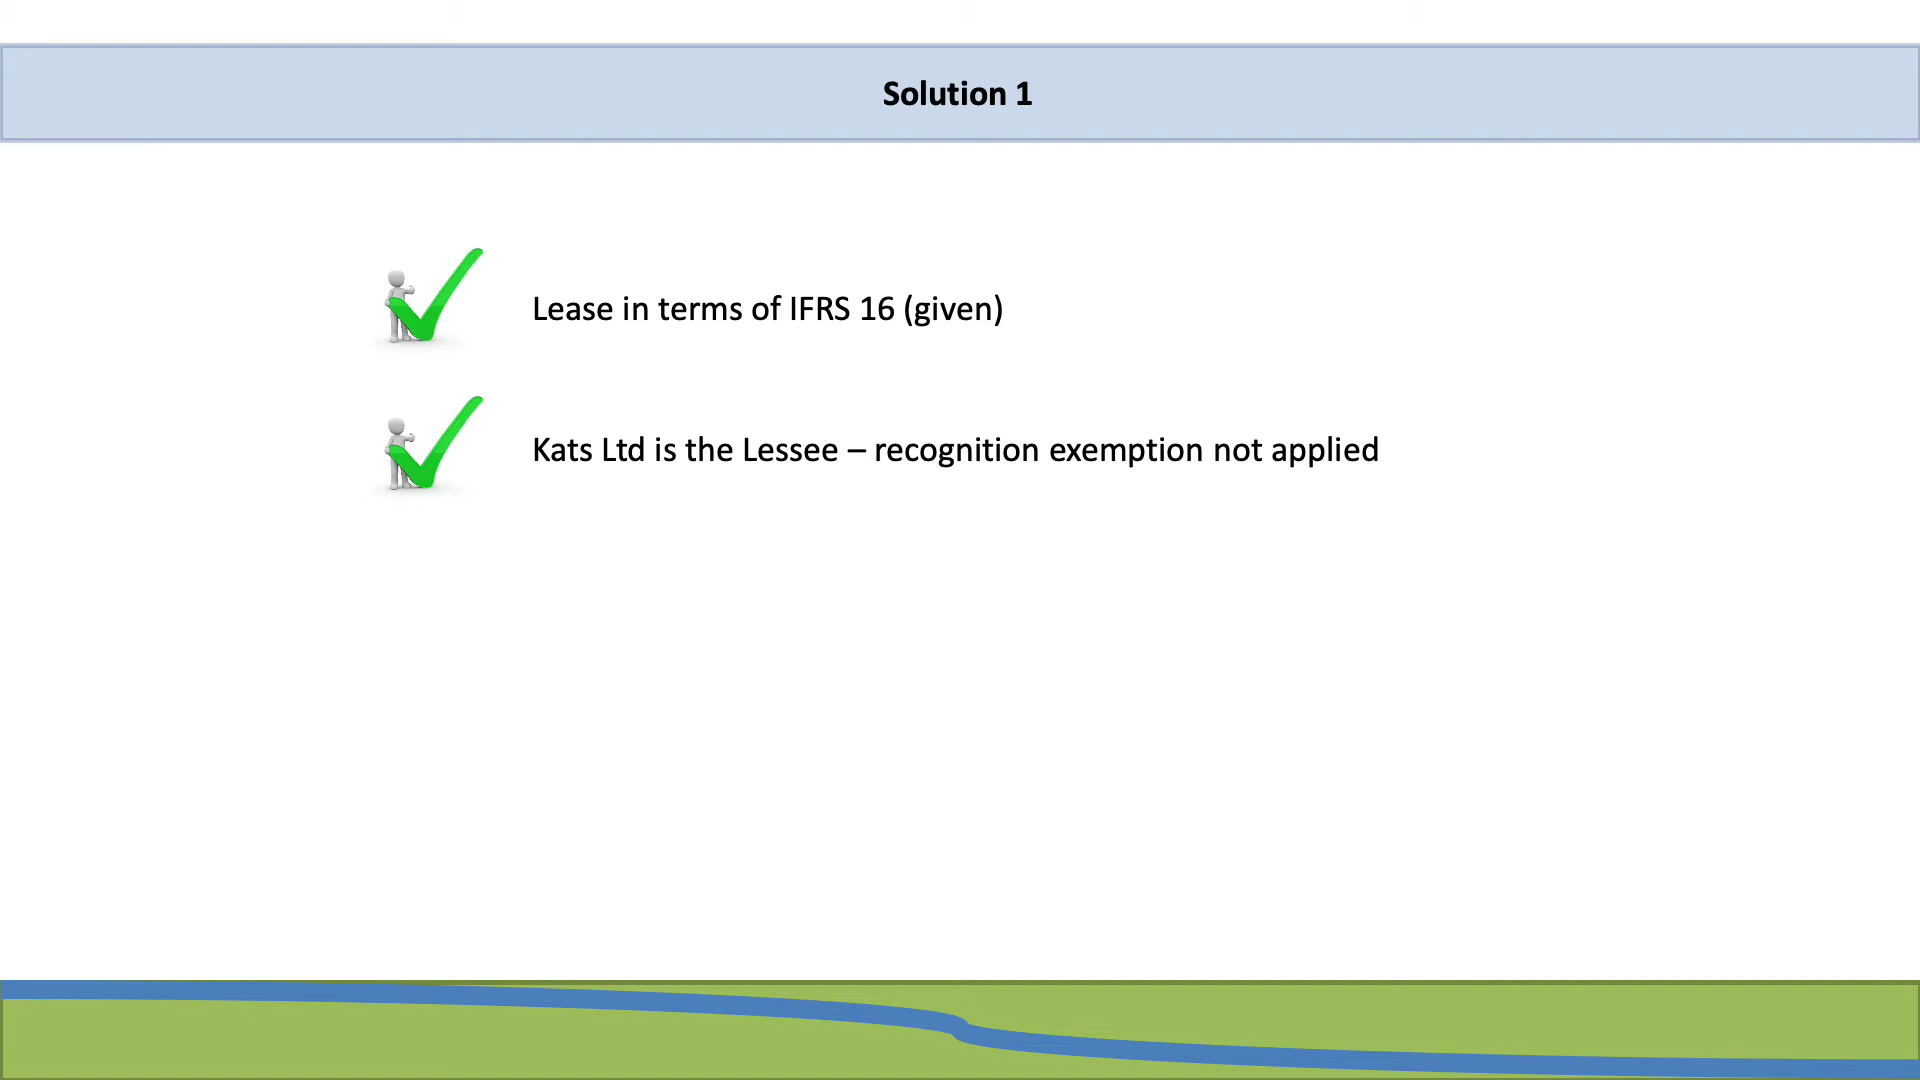 Solution 1
Lease in terms of IFRS 16 (given)
Kats Ltd is the Lessee – recognition exemption not applied